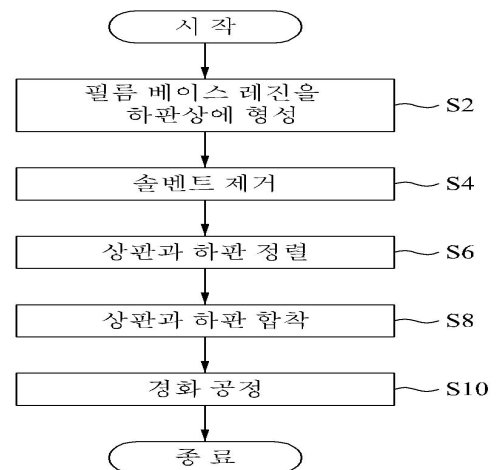 시 작
필름 베이스 레진을
하판상에 형성
S2
솔벤트 제거
S4
상판과 하판 정렬
S6
상판과 하판 합착
S8
경화 공정
S10
종 료